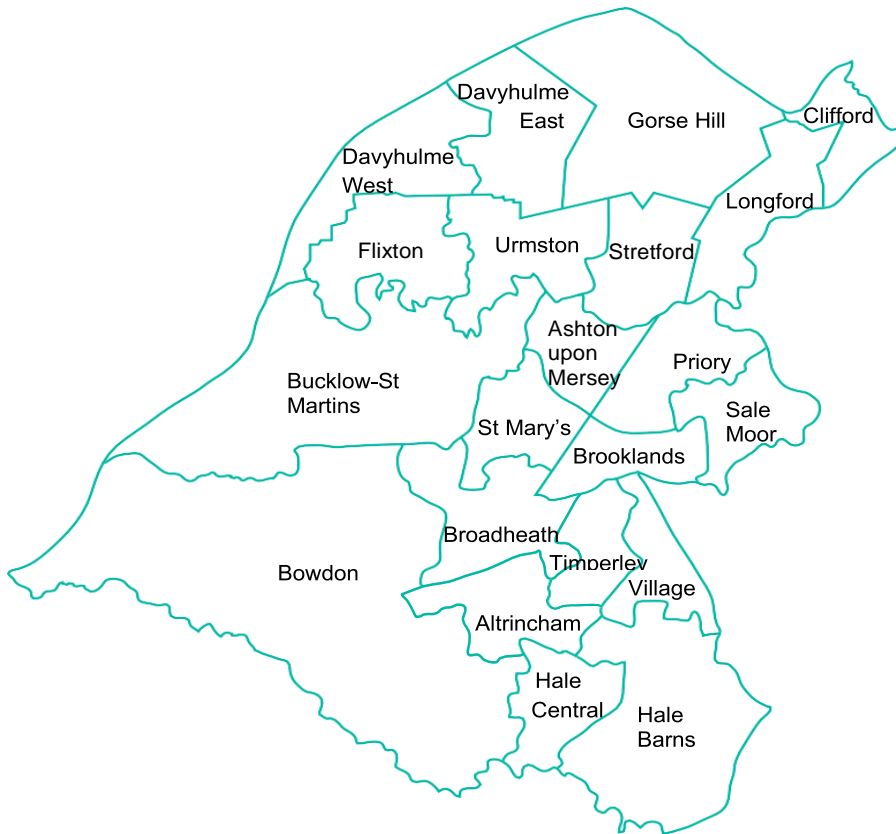 Davyhulme
East
Gorse Hill
Clifford
Davyhulme
West
Longford
Flixton
Urmston
Stretford
Ashton
upon
Mersey
Priory
Bucklow-St
Martins
Sale
Moor
St Mary's
Brooklands
Broadheath
Timperley
Bowdon
Village
Altrincham
Hale
Central
Hale
Barns